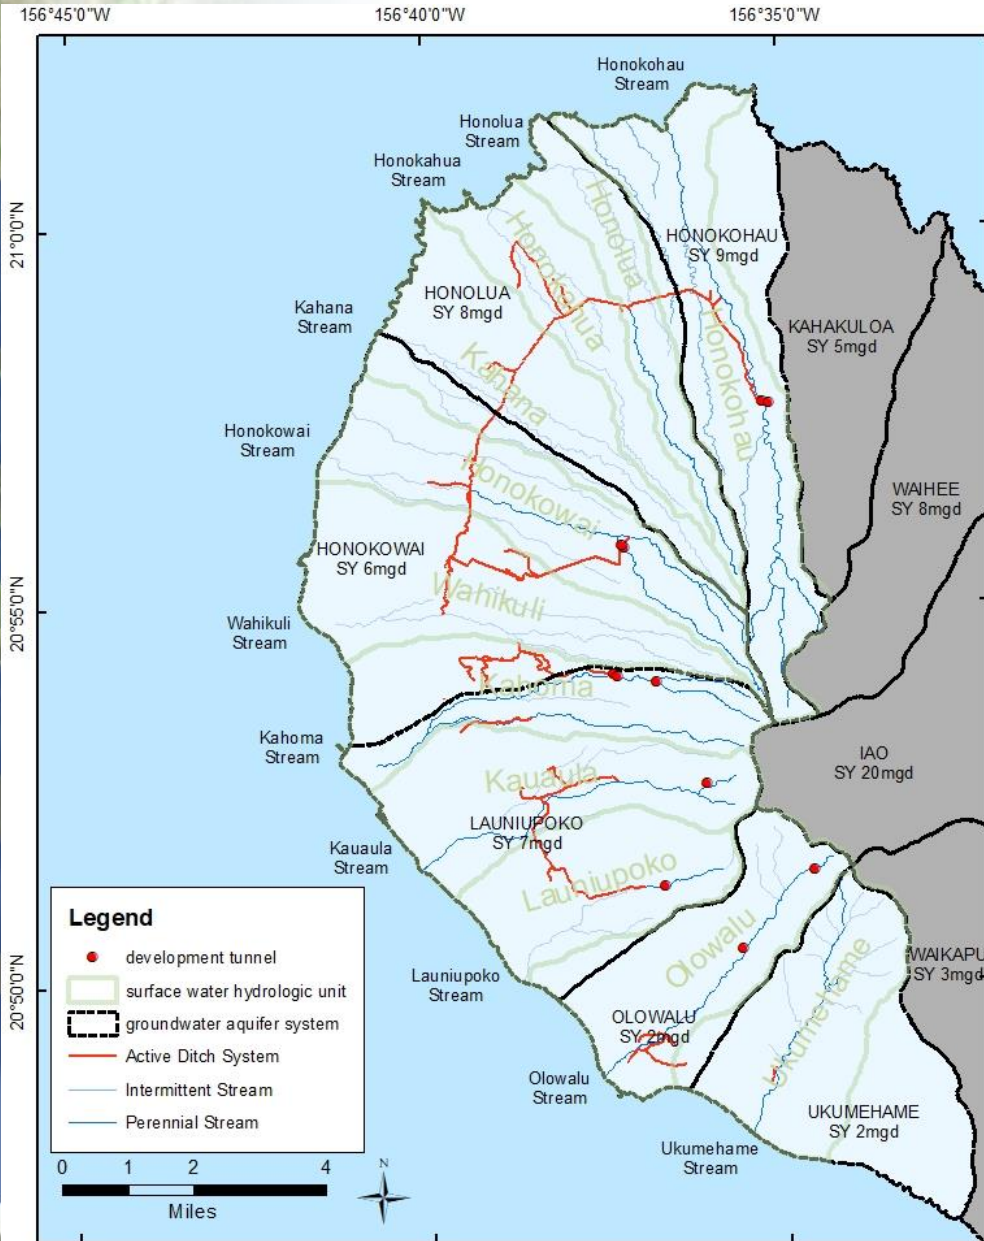 156°45'0"W
156°40'0"W
156°35'0"W
21°0'0"N
20°55'0"N
20°50'0"N
Honokohau
Stream
Honolua
Stream
Honokahua
Stream
Kahana
Stream
Honokowai
Stream
Wahikuli
Stream
Kahoma
Stream
Kauaula
Stream
Launiupoko
Stream
Olowalu
Stream
Ukumehame
Stream
HONOKOHAU
SY 9mgd
HONOLUA
SY 8mgd
KAHAKULOA
SY 5mgd
WAIHEE
SY 8mgd
HONOKOWAI
SY 6mgd
IAO
SY 20mgd
LAUNIUPOKO
SY 7mgd
WAIKAPU
SY 3mgd
OLOWALU
SY 2mgd
UKUMEHAME
SY 2mgd
Honolua
Honokahua
Honokohau
Kahana
Honokowai
Wahikuli
Kahoma
Kauaula
Launiupoko
Olowalu
Ukumehame
Legend
development tunnel
surface water hydrologic unit
groundwater aquifer system
Active Ditch System
Intermittent Stream
Perennial Stream
0 1 2 4
Miles
N